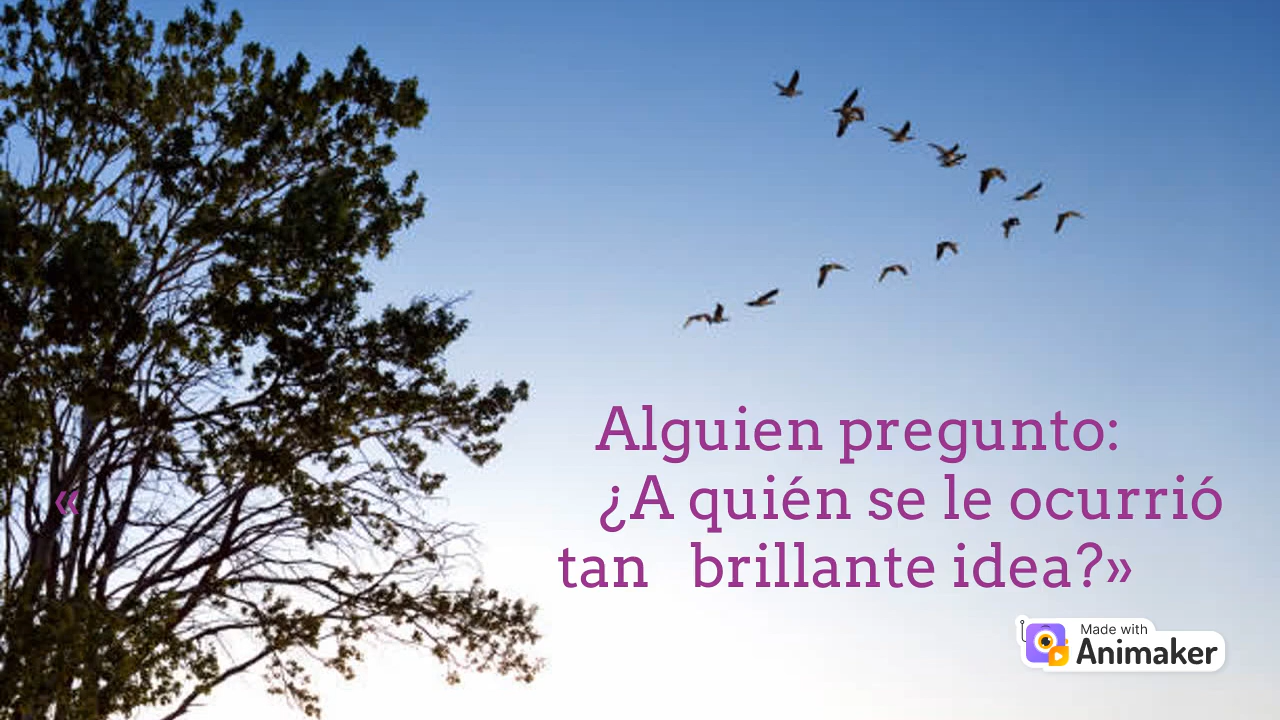 Alguien pregunto:
« ¿A quién se le ocurrió
tan brillante idea?»
Made with
Animaker